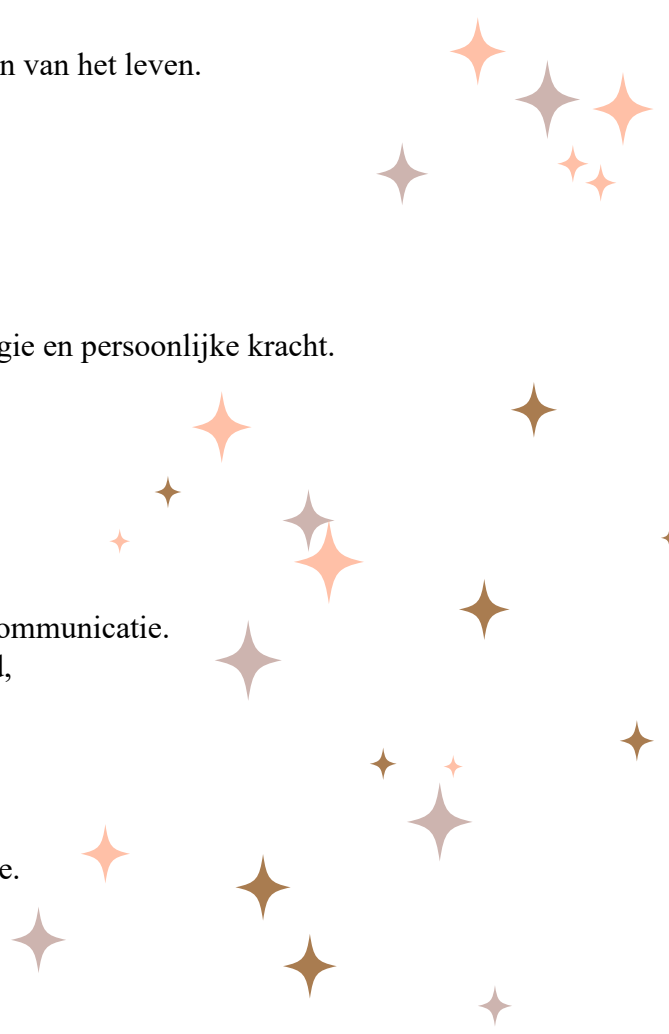 n van het leven.
gie en persoonlijke kracht.
ommunicatie.
l,
e.